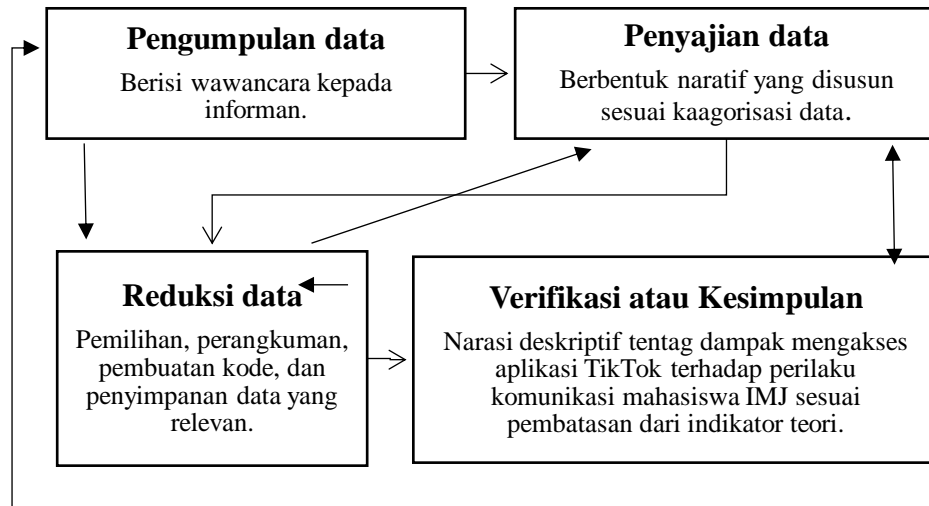 Pengumpulan data
Berisi wawancara kepada
informan.
Penyajian data
Berbentuk naratif yang disusun
sesuai kaagorisasi data.
Reduksi data
Pemilihan, perangkuman,
pembuatan kode, dan
penyimpanan data yang
relevan.
Verifikasi atau Kesimpulan
Narasi deskriptif tentag dampak mengakses
aplikasi TikTok terhadap perilaku
komunikasi mahasiswa IMJ sesuai
pembatasan dari indikator teori.